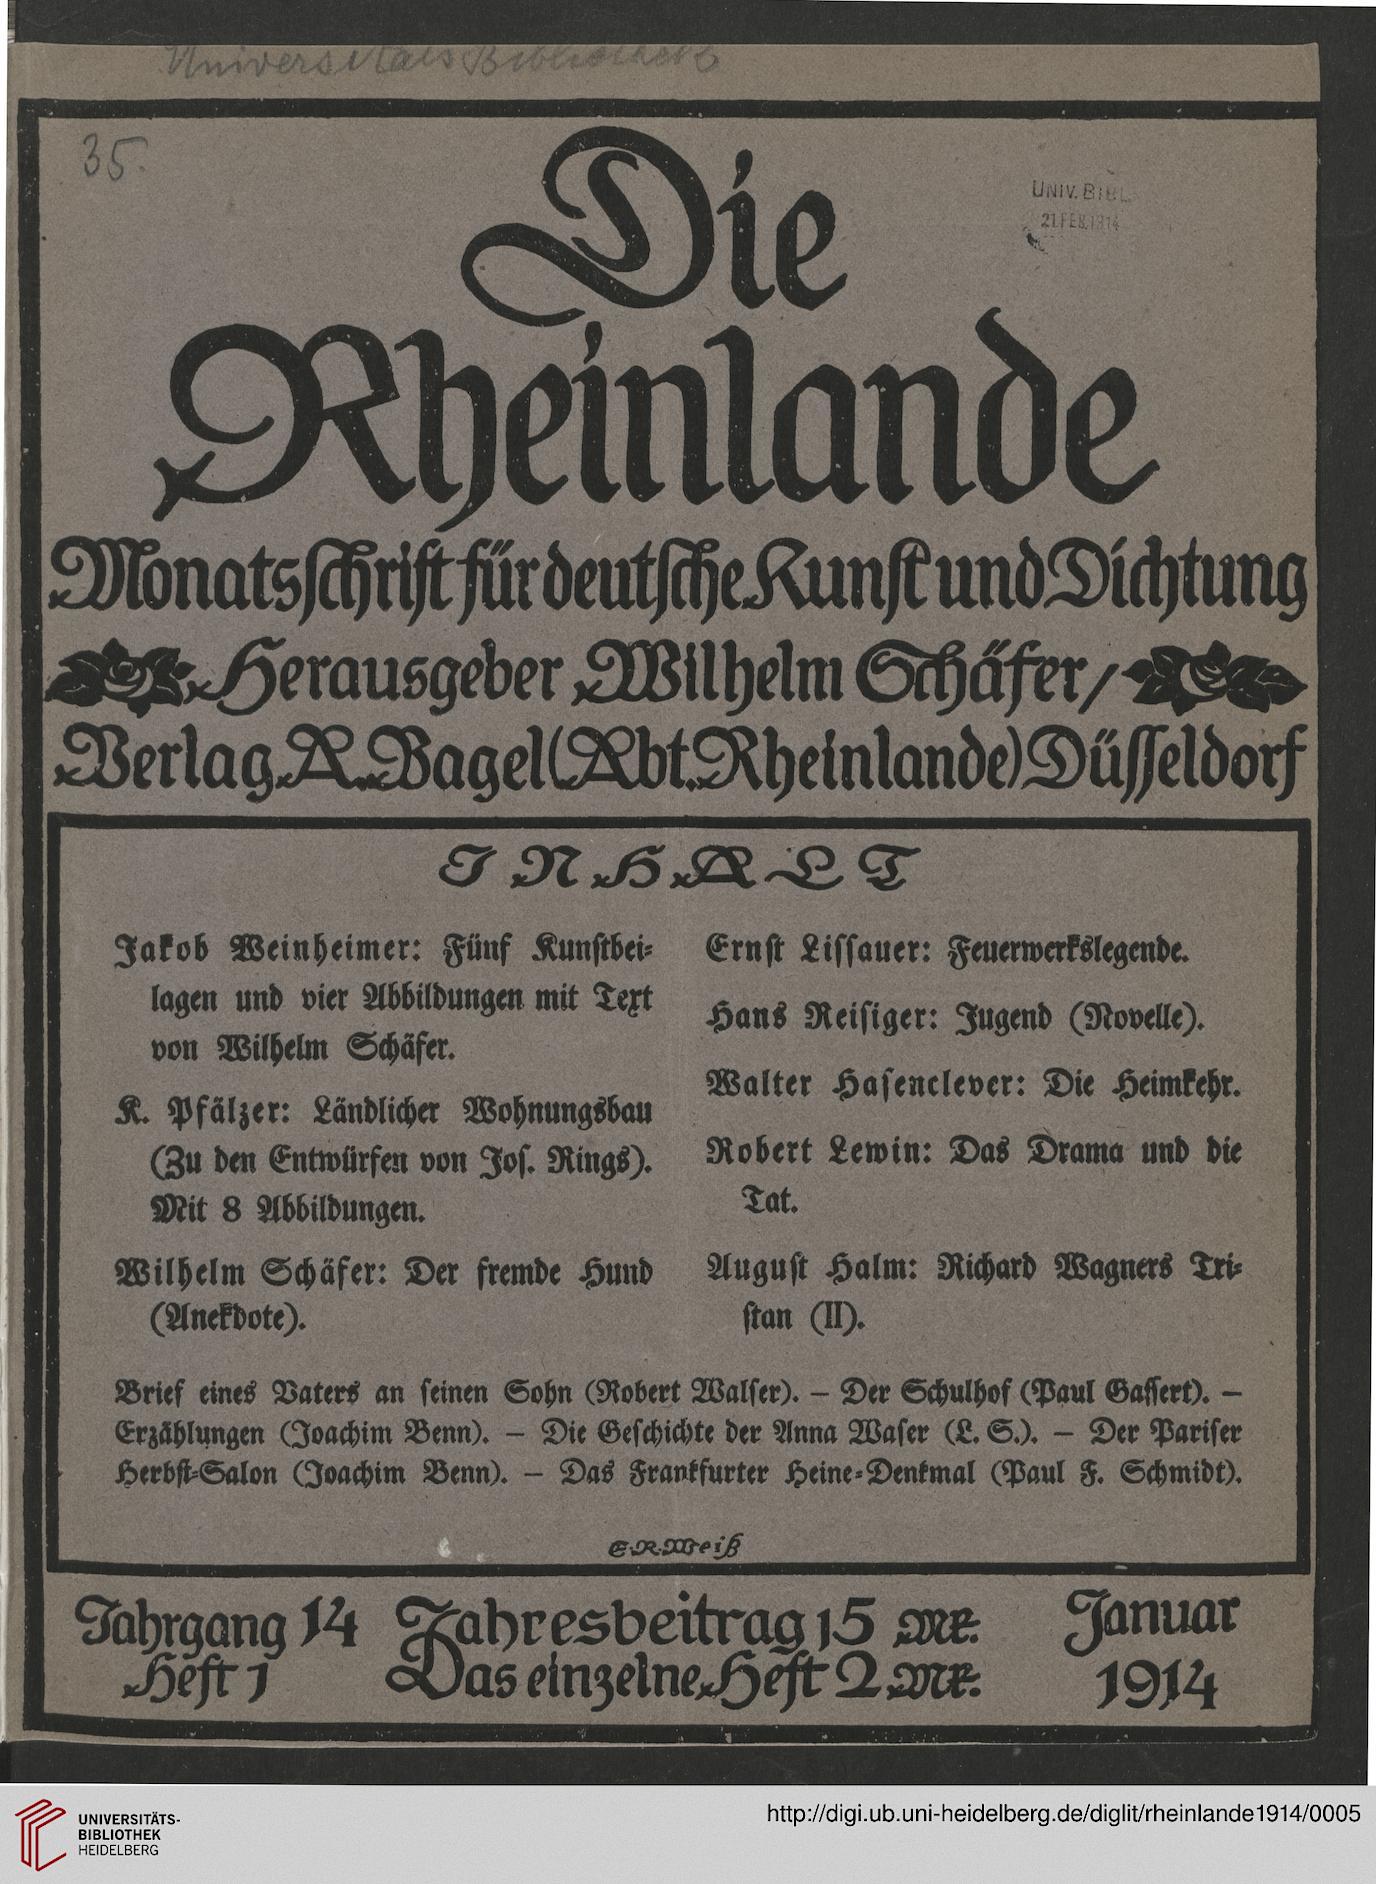 Universitäts Bibliothek
35.
UNIV. BIBL.
21.FEB.1914
Die
Rheinlande
Monatsschrift für deutsche Kunst und Dichtung
Herausgeber Wilhelm Schäfer /
Verlag A. Bagel (Abt. Rheinlande) Düsseldorf
INHALT
Jakob Weinheimer: Fünf Kunstbei-
lagen und vier Abbildungen mit Text
von Wilhelm Schäfer.
K. Pfälzer: Ländlicher Wohnungsbau
(Zu den Entwürfen von Jos. Rings).
Mit 8 Abbildungen.
Wilhelm Schäfer: Der fremde Hund
(Anekdote).
Ernst Lissauer: Feuerwerkslegende.
Hans Reisiger: Jugend (Novelle).
Walter Hasenclever: Die Heimkehr.
Robert Lewin: Das Drama und die
Tat.
August Halm: Richard Wagners Tri-
stan (II).
Brief eines Vaters an seinen Sohn (Robert Walser). – Der Schulhof (Paul Gassert). –
Erzählungen (Joachim Benn). – Die Geschichte der Anna Waser (L. S.). – Der Pariser
Herbst-Salon (Joachim Benn). – Das Frankfurter Heine-Denkmal (Paul F. Schmidt).
E.R.Weiß
Jahrgang 14 Jahresbeitrag 15 Mk. Januar
Heft 1 Das einzelne Heft 2 Mk. 1914
UNIVERSITÄTS-
BIBLIOTHEK
HEIDELBERG
http://digi.ub.uni-heidelberg.de/diglit/rheinlande1914/0005